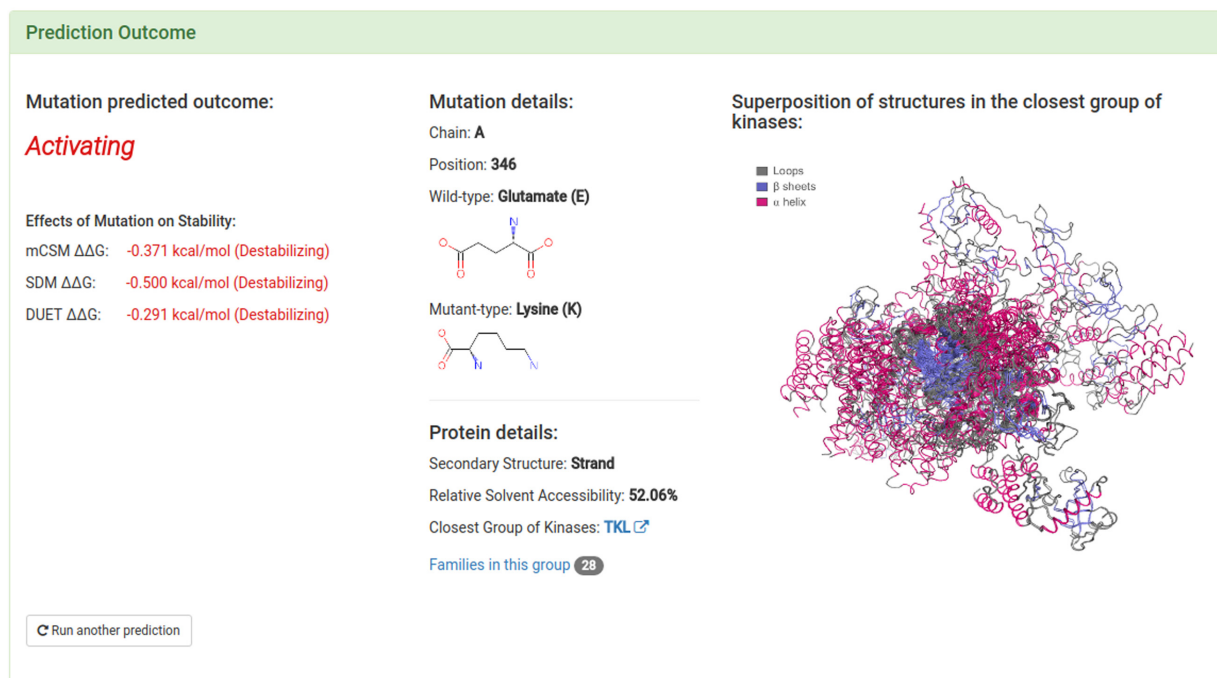 Prediction Outcome
Mutation predicted outcome:
Activating
Effects of Mutation on Stability:
mCSM ΔΔG: -0.371 kcal/mol (Destabilizing)
SDM ΔΔG: -0.500 kcal/mol (Destabilizing)
DUET ΔΔG: -0.291 kcal/mol (Destabilizing)
Run another prediction
Mutation details:
Chain: A
Position: 346
Wild-type: Glutamate (E)
N
O
O
O
O
Mutant-type: Lysine (K)
O
O
N
N
Protein details:
Secondary Structure: Strand
Relative Solvent Accessibility: 52.06%
Closest Group of Kinases: TKL
Families in this group 28
Superposition of structures in the closest group of
kinases:
Loops
β sheets
α helix